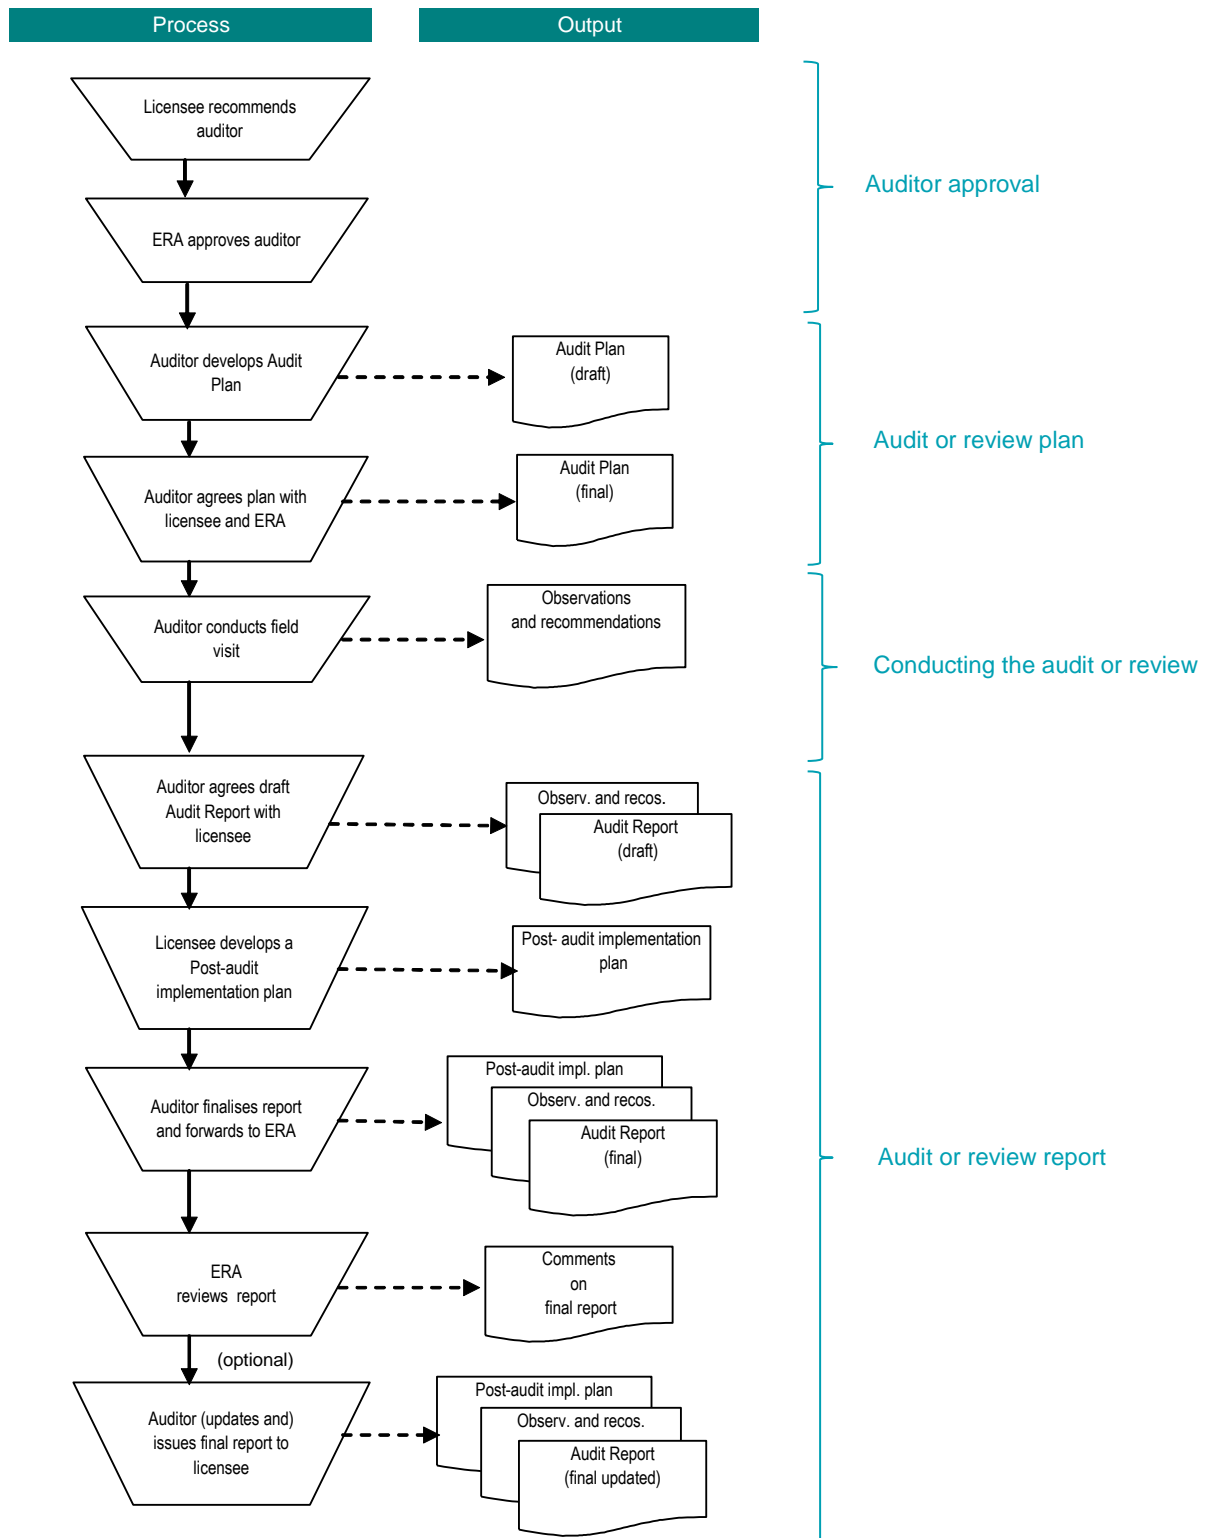 Process
Output
Licensee recommends
auditor
Auditor approval
ERA approves auditor
Auditor develops Audit
Plan
Audit Plan
(draft)
Audit or review plan
Auditor agrees plan with
licensee and ERA
Audit Plan
(final)
Auditor conducts field
visit
Observations
and recommendations
Conducting the audit or review
Auditor agrees draft
Audit Report with
licensee
Observ. and recos.
Audit Report
(draft)
Licensee develops a
Post-audit
implementation plan
Post- audit implementation
plan
Auditor finalises report
and forwards to ERA
Post-audit impl. plan
Observ. and recos.
Audit Report
(final)
Audit or review report
ERA
reviews report
Comments
on
final report
(optional)
Auditor (updates and)
issues final report to
licensee
Post-audit impl. plan
Observ. and recos.
Audit Report
(final updated)